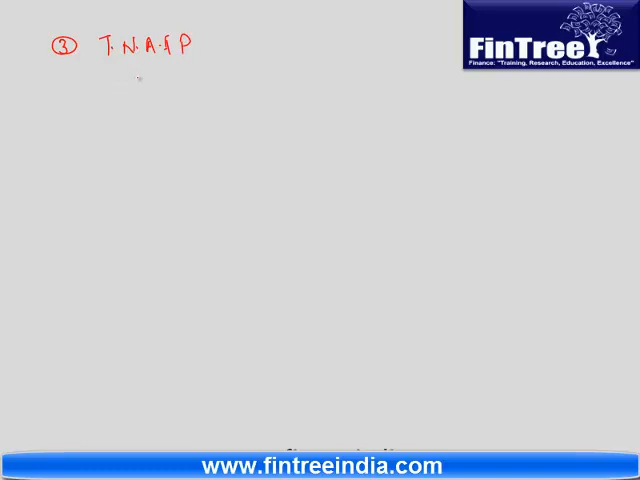 ③ T. N. A. & P
FinTree
Finance: "Training, Research, Education, Excellence"
www.fintreeindia.com